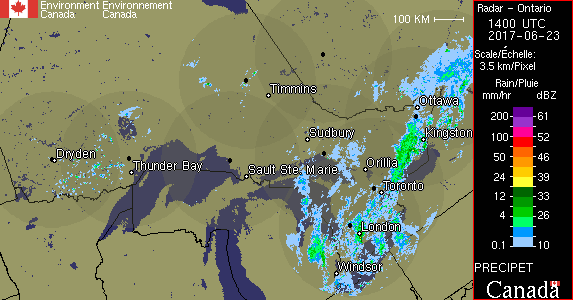 Environment Environnement
Canada Canada
100 KM
Timmins
Ottawa
Sudbury
Kingston
Dryden
Thunder Bay
Sault Ste. Marie
Orillia
Toronto
London
Windsor
Radar - Ontario
1400 UTC
2017-06-23
Scale/Échelle:
3.5 km/Pixel
Rain/Pluie
mm/hr dBZ
200 61
100 52
50 46
24 39
12 33
4 26
0.1 10
PRECIPET
Canada